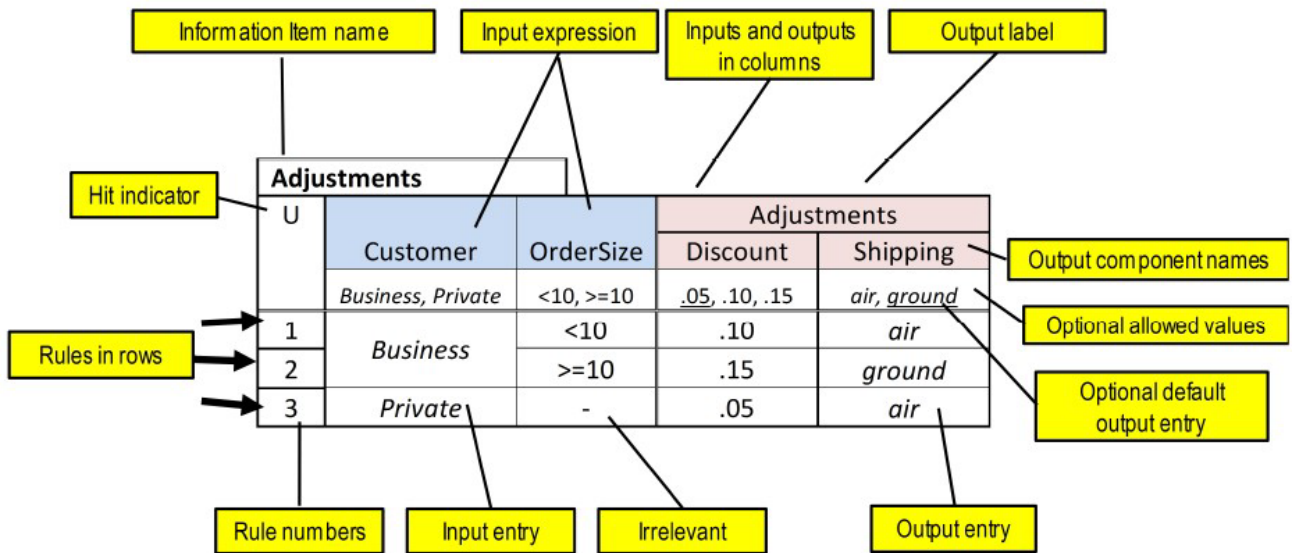 Information Item name
Input expression
Inputs and outputs
in columns
Output label
Adjustments
Hit indicator
U
Adjustments
Customer
OrderSize
Discount
Shipping
Output component names
Business, Private
<10, >=10
.05, .10, .15
air, ground
Optional allowed values
Rules in rows
1
Business
<10
.10
air
2
>=10
.15
ground
3
Private
-
.05
air
Optional default
output entry
Rule numbers
Input entry
Irrelevant
Output entry